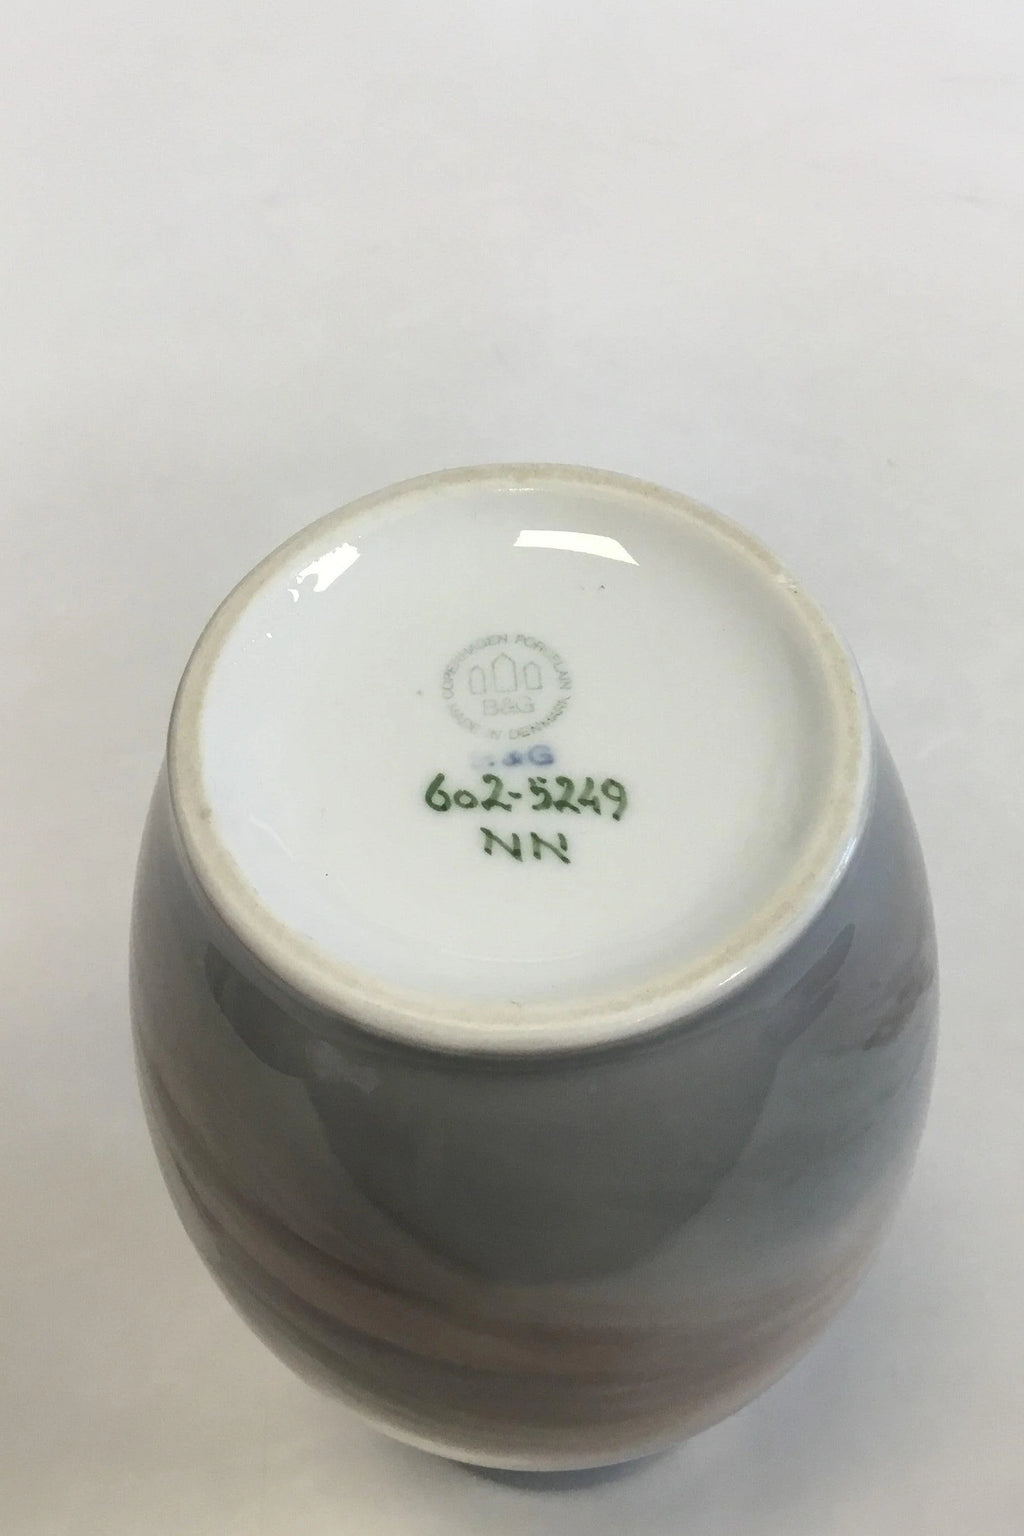 COPENHAGEN PORCELAIN
B&G
MADE IN DENMARK
B&G
602-5249
NN